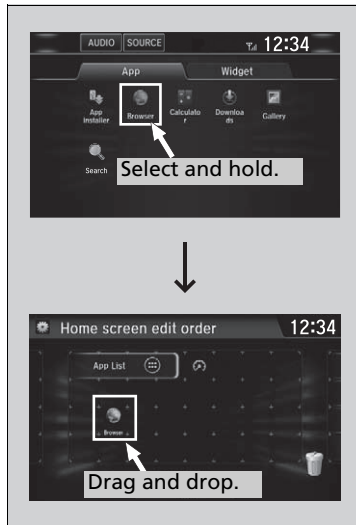 AUDIO SOURCE 12:34
App Widget
App Installer
Browser
Calculato
r
Downloa
ds
Gallery
Search
Select and hold.
Home screen edit order 12:34
App List
Browser
Drag and drop.